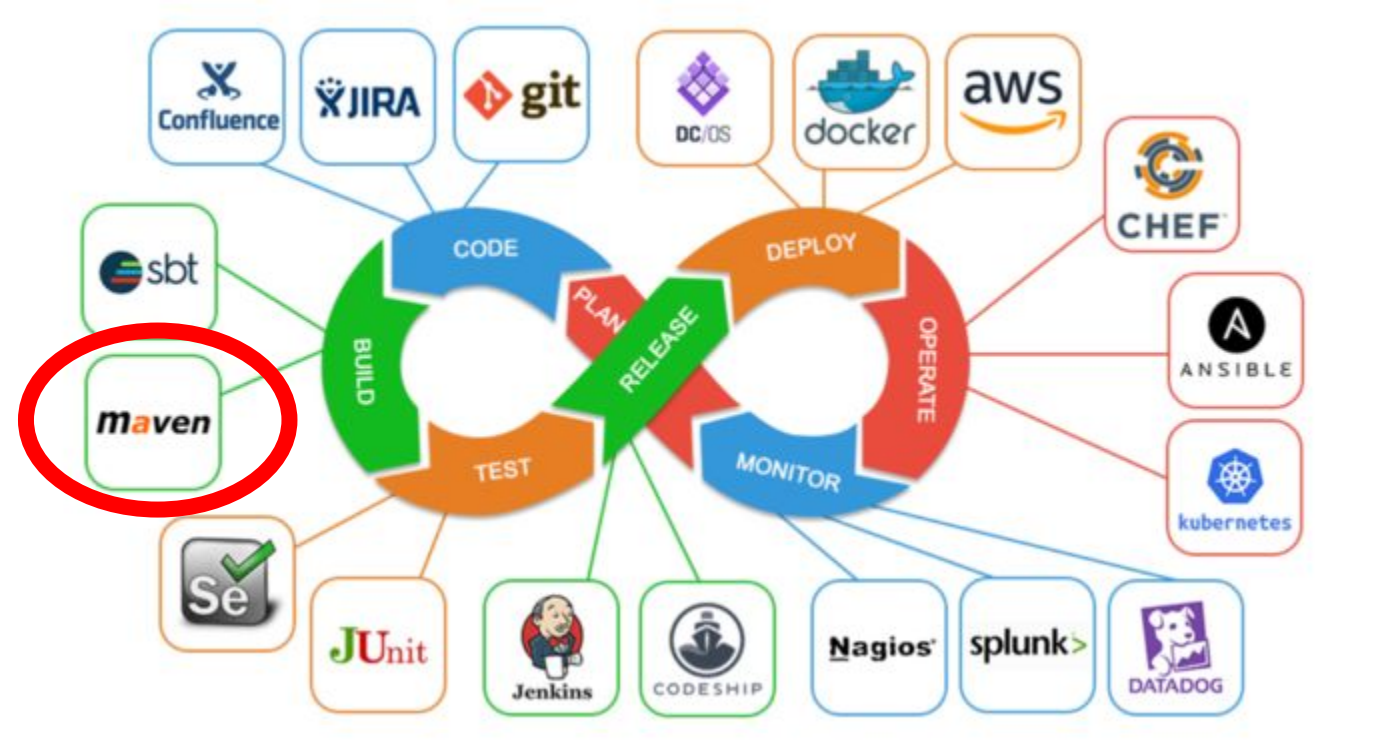 Confluence
JIRA
git
DC/OS
docker
aws
CHEF
sbt
CODE
DEPLOY
PLAN
RELEASE
BUILD
OPERATE
ANSIBLE
maven
TEST
MONITOR
kubernetes
Se
JUnit
Jenkins
CODESHIP
Nagios®
splunk>
DATADOG